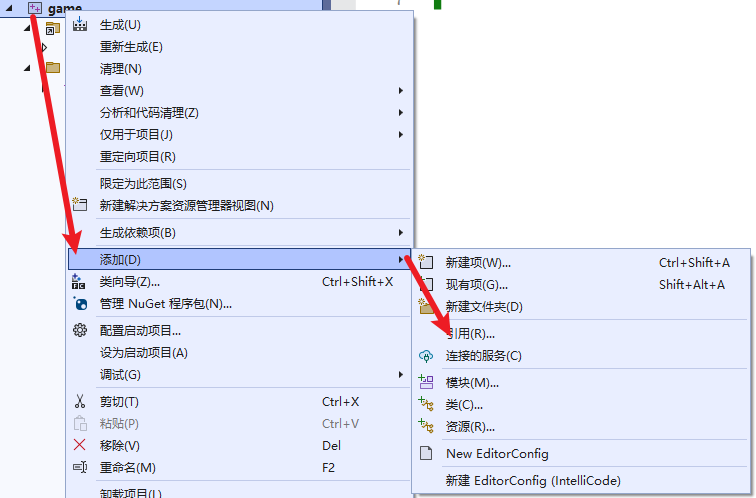 game
生成(U)
重新生成(E)
清理(N)
查看(W)
分析和代码清理(Z)
仅用于项目(J)
重定向项目(R)
限定为此范围(S)
新建解决方案资源管理器视图(N)
生成依赖项(B)
添加(D)
类向导(Z)... Ctrl+Shift+X
管理 NuGet 程序包(N)...
配置启动项目...
设为启动项目(A)
调试(G)
剪切(T) Ctrl+X
粘贴(P) Ctrl+V
移除(V) Del
重命名(M) F2
卸载项目(L)
新建项(W)... Ctrl+Shift+A
现有项(G)... Shift+Alt+A
新建文件夹(D)
引用(R)...
连接的服务(C)
模块(M)...
类(C)...
资源(R)...
New EditorConfig
新建 EditorConfig (IntelliCode)